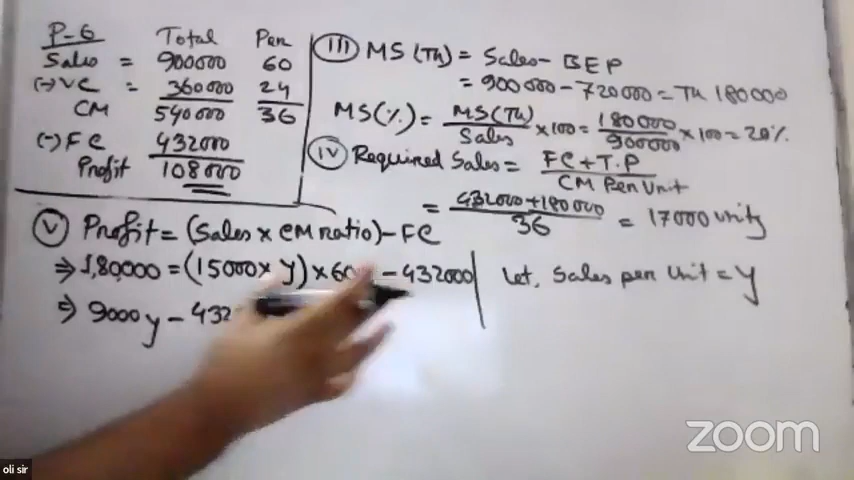 P-6 Total Per
Sales = 900000 60
(-) VC = 360000 24
CM 540000 36
(-) FC 432000
Profit 108000
III) MS (Tk) = Sales - BEP
= 900000 - 720000 = Tk 180000
MS(%) = MS(Tk) / Sales × 100 = 180000 / 900000 × 100 = 20%
IV) Required Sales = FC + T.P / CM Per Unit
= 432000 + 180000 / 36 = 17000 units
V) Profit = (Sales × CM ratio) - FC
⇒ 1,80,000 = (15000 × y) × 60 - 432000
Let, Sales per Unit = y
⇒ 9000y - 432
zoom
oli sir